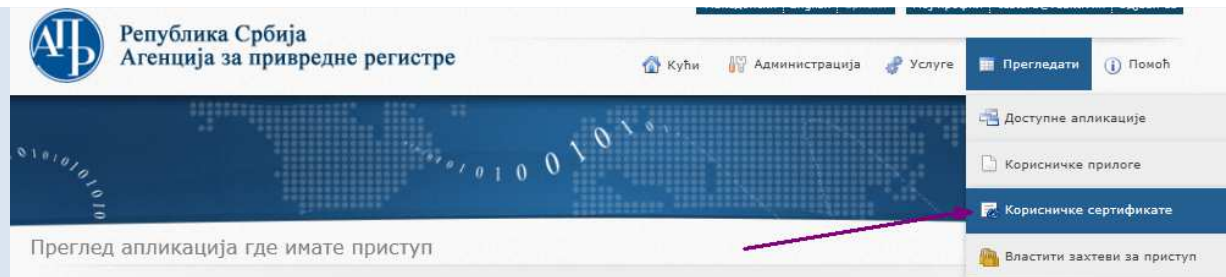 АПР
Република Србија
Агенција за привредне регистре
Кући Администрација Услуге Прегледати Помоћ
Доступне апликације
Корисничке прилоге
Корисничке сертификате
Властити захтеви за приступ
Преглед апликација где имате приступ